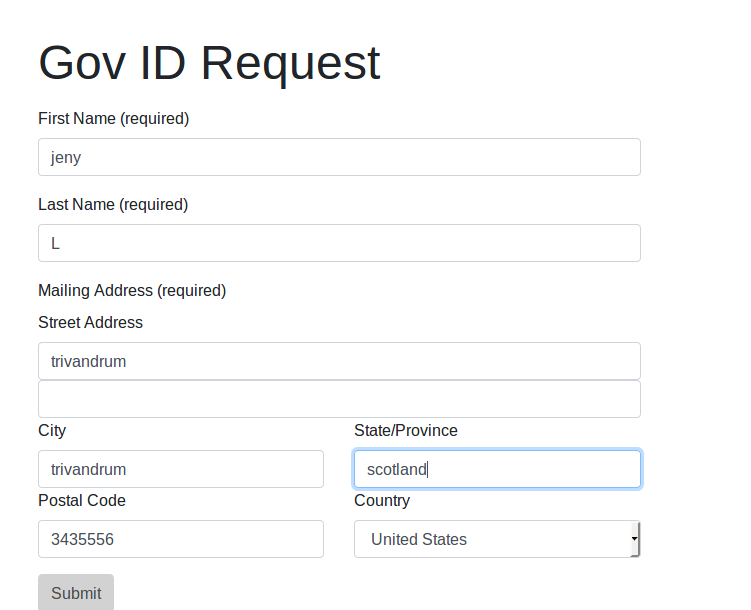 Gov ID Request
First Name (required)
jeny
Last Name (required)
L
Mailing Address (required)
Street Address
trivandrum
City State/Province
trivandrum scotland
Postal Code Country
3435556 United States
Submit